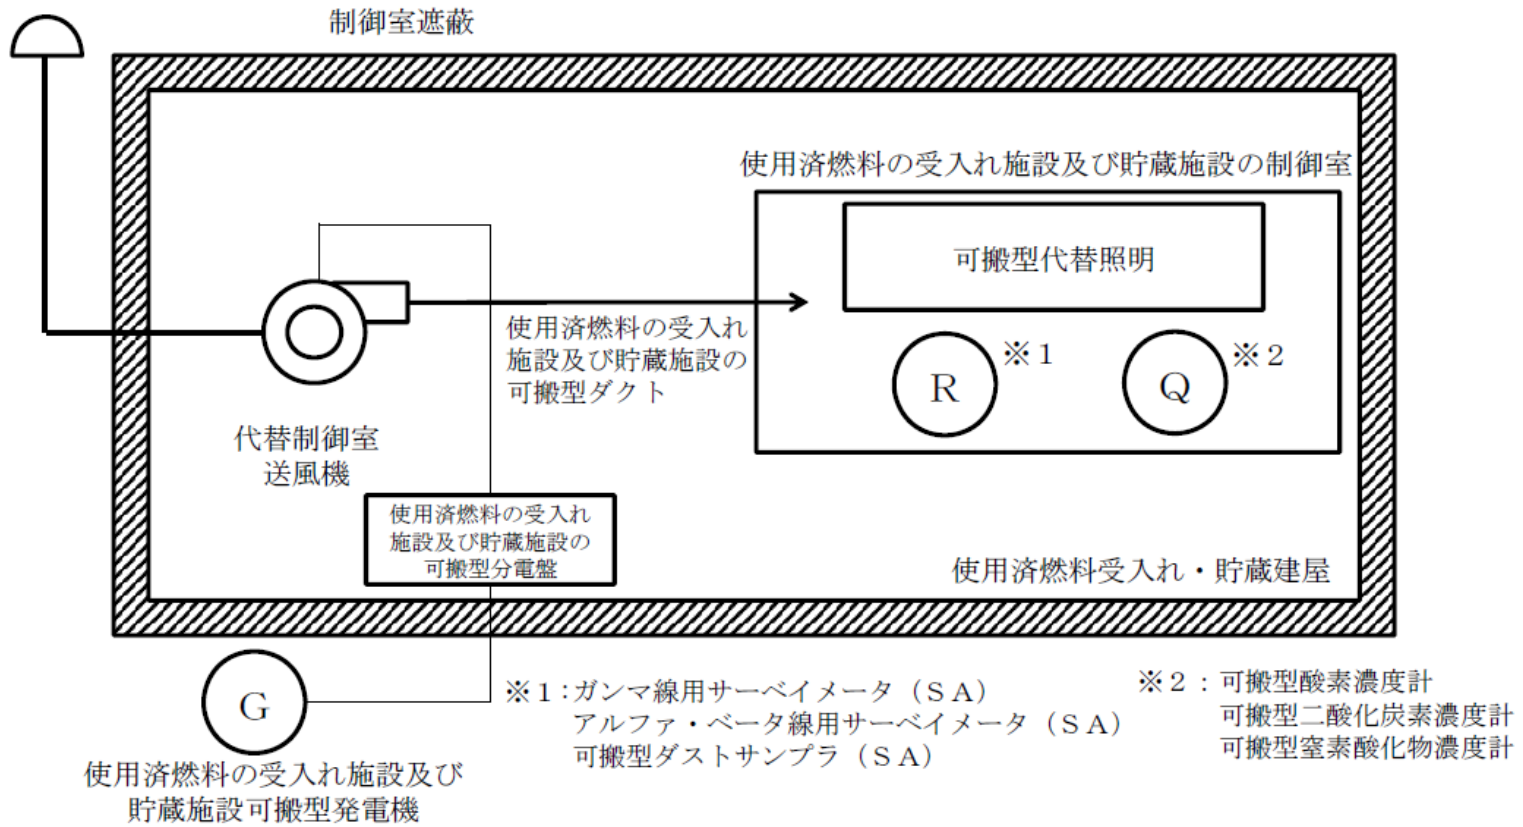 制御室遮蔽
使用済燃料の受入れ施設及び貯蔵施設の制御室
可搬型代替照明
使用済燃料の受入れ
施設及び貯蔵施設の
可搬型ダクト
R
※１
Q
※２
代替制御室
送風機
使用済燃料の受入れ
施設及び貯蔵施設の
可搬型分電盤
使用済燃料受入れ・貯蔵建屋
G
使用済燃料の受入れ施設及び
貯蔵施設可搬型発電機
※１：ガンマ線用サーベイメータ（ＳＡ）
アルファ・ベータ線用サーベイメータ（ＳＡ）
可搬型ダストサンプラ（ＳＡ）
※２：可搬型酸素濃度計
可搬型二酸化炭素濃度計
可搬型窒素酸化物濃度計